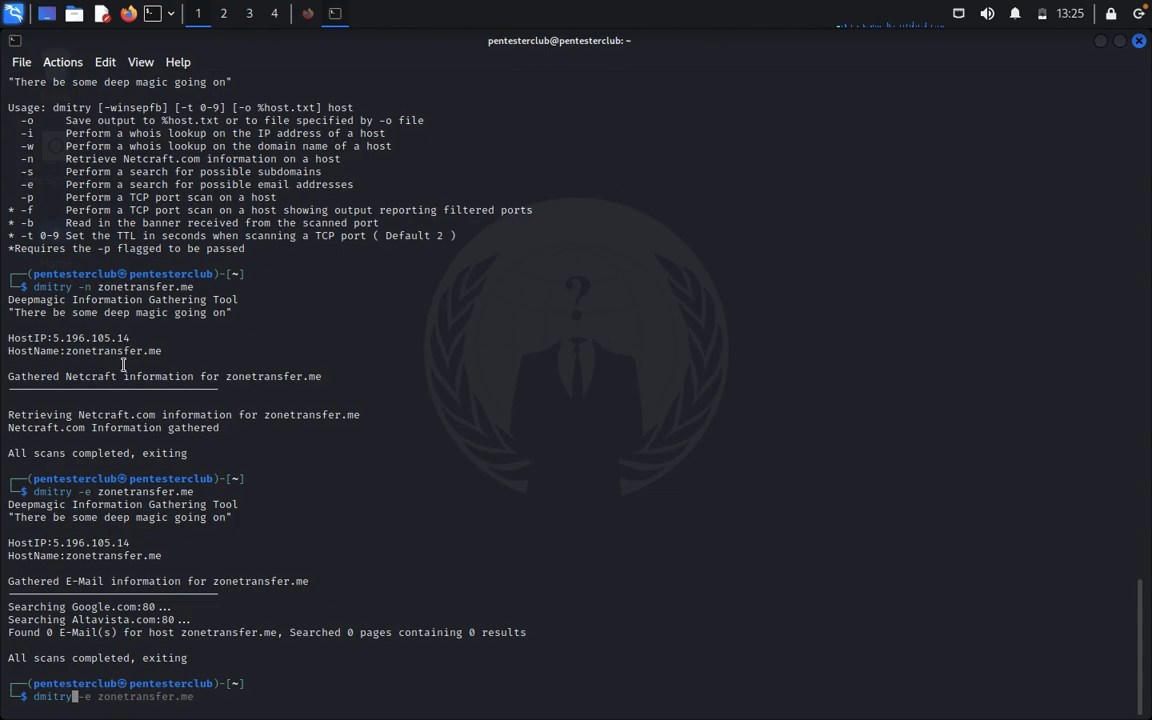 1 2 3 4 13:25
pentesterclub@pentesterclub: ~
File Actions Edit View Help
"There be some deep magic going on"
Usage: dmitry [-winsepfb] [-t 0-9] [-o %host.txt] host
-o Save output to %host.txt or to file specified by -o file
-i Perform a whois lookup on the IP address of a host
-w Perform a whois lookup on the domain name of a host
-n Retrieve Netcraft.com information on a host
-s Perform a search for possible subdomains
-e Perform a search for possible email addresses
-p Perform a TCP port scan on a host
* -f Perform a TCP port scan on a host showing output reporting filtered ports
* -b Read in the banner received from the scanned port
* -t 0-9 Set the TTL in seconds when scanning a TCP port ( Default 2 )
*Requires the -p flagged to be passed
┌──(pentesterclub㉿pentesterclub)-[~]
└─$ dmitry -n zonetransfer.me
Deepmagic Information Gathering Tool
"There be some deep magic going on"
HostIP:5.196.105.14
HostName:zonetransfer.me
Gathered Netcraft information for zonetransfer.me
Retrieving Netcraft.com information for zonetransfer.me
Netcraft.com Information gathered
All scans completed, exiting
┌──(pentesterclub㉿pentesterclub)-[~]
└─$ dmitry -e zonetransfer.me
Deepmagic Information Gathering Tool
"There be some deep magic going on"
HostIP:5.196.105.14
HostName:zonetransfer.me
Gathered E-Mail information for zonetransfer.me
Searching Google.com:80...
Searching Altavista.com:80...
Found 0 E-Mail(s) for host zonetransfer.me, Searched 0 pages containing 0 results
All scans completed, exiting
┌──(pentesterclub㉿pentesterclub)-[~]
└─$ dmitry -e zonetransfer.me